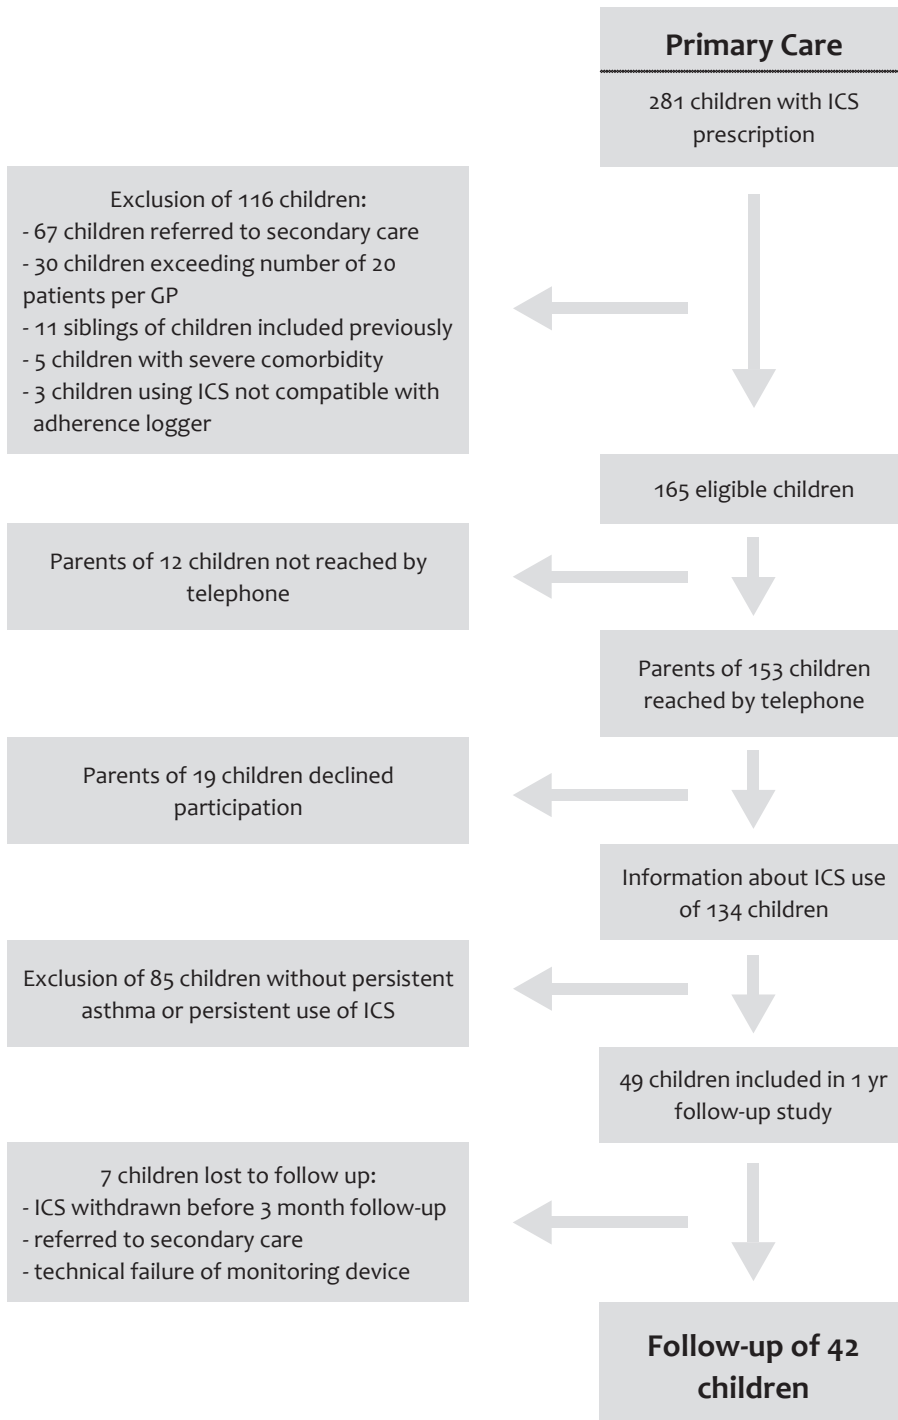 Primary Care
281 children with ICS
prescription
Exclusion of 116 children:
- 67 children referred to secondary care
- 30 children exceeding number of 20
patients per GP
- 11 siblings of children included previously
- 5 children with severe comorbidity
- 3 children using ICS not compatible with
adherence logger
165 eligible children
Parents of 12 children not reached by
telephone
Parents of 153 children
reached by telephone
Parents of 19 children declined
participation
Information about ICS use
of 134 children
Exclusion of 85 children without persistent
asthma or persistent use of ICS
49 children included in 1 yr
follow-up study
7 children lost to follow up:
- ICS withdrawn before 3 month follow-up
- referred to secondary care
- technical failure of monitoring device
Follow-up of 42
children